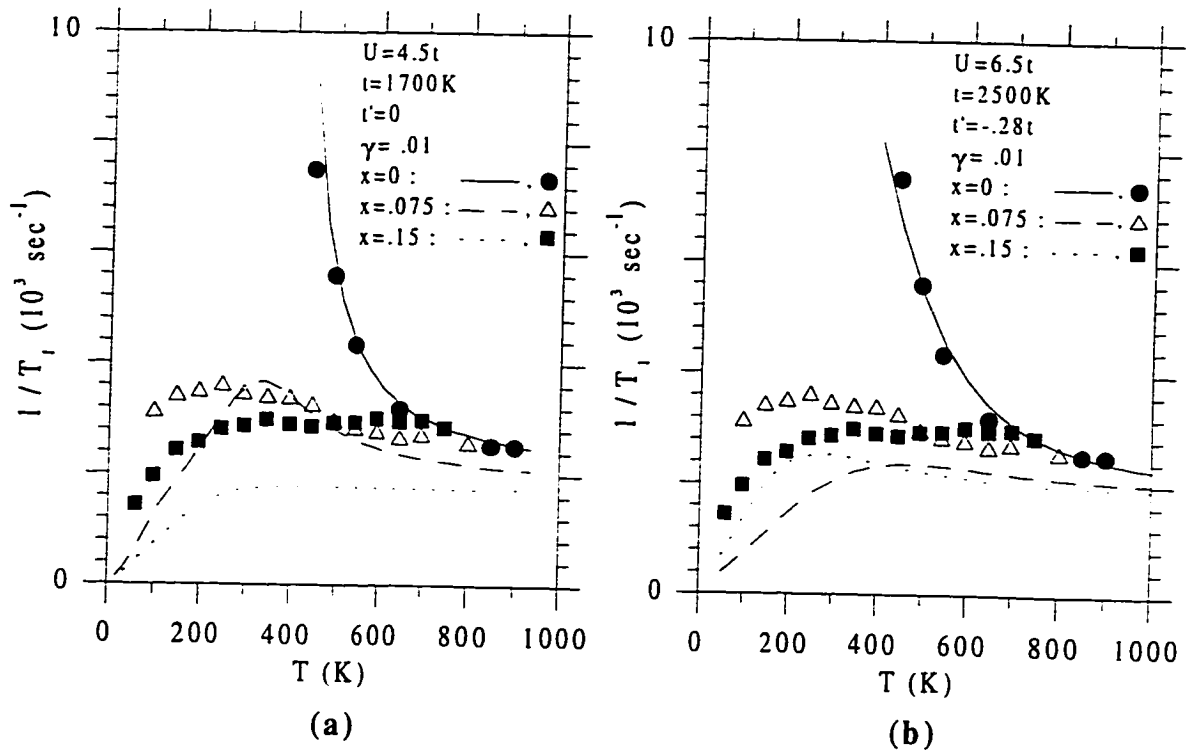 10
U=4.5t
t=1700K
t'=0
γ= .01
x=0 :
x=.075 :
x=.15 :
1/T₁ (10³ sec⁻¹)
0
0 200 400 600 800 1000
T (K)
(a)
10
U=6.5t
t=2500K
t'=-.28t
γ= .01
x=0 :
x=.075 :
x=.15 :
1/T₁ (10³ sec⁻¹)
0
0 200 400 600 800 1000
T (K)
(b)